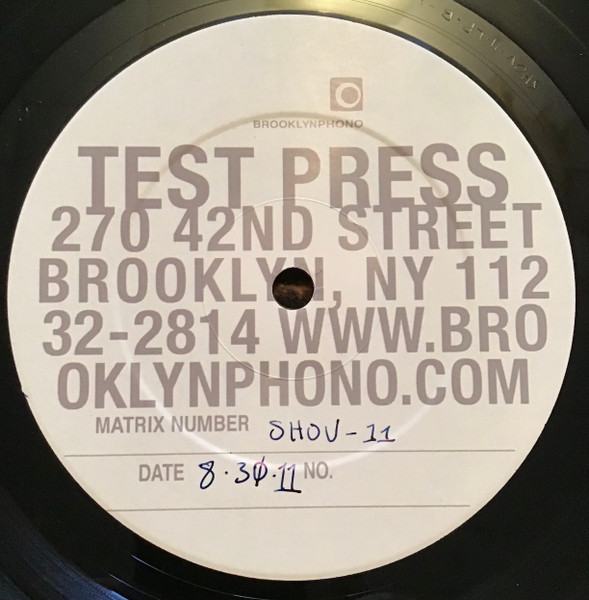 BROOKLYNPHONO
TEST PRESS
270 42ND STREET
BROOKLYN, NY 112
32-2814 WWW.BRO
OKLYNPHONO.COM
MATRIX NUMBER SHOV-11
DATE 8·30·11 NO.